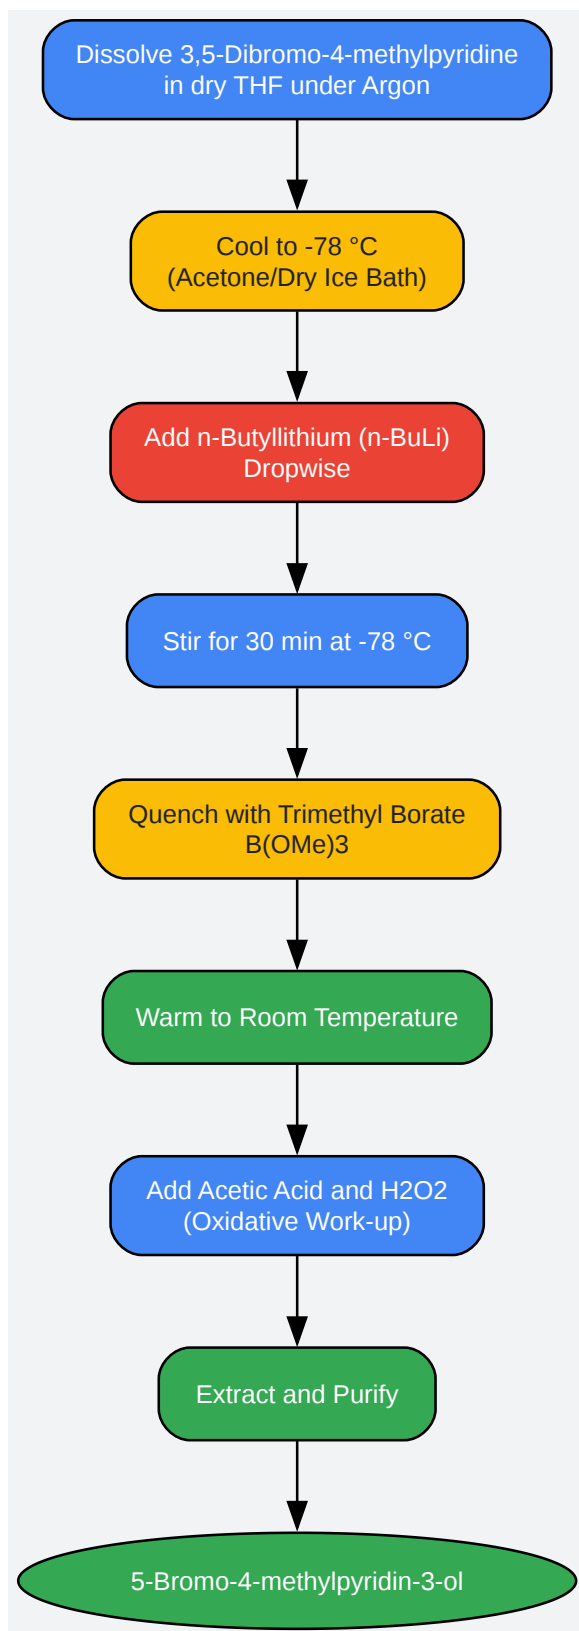 Dissolve 3,5-Dibromo-4-methylpyridine
in dry THF under Argon
Cool to -78 °C
(Acetone/Dry Ice Bath)
Add n-Butyllithium (n-BuLi)
Dropwise
Stir for 30 min at -78 °C
Quench with Trimethyl Borate
B(OMe)3
Warm to Room Temperature
Add Acetic Acid and H2O2
(Oxidative Work-up)
Extract and Purify
5-Bromo-4-methylpyridin-3-ol